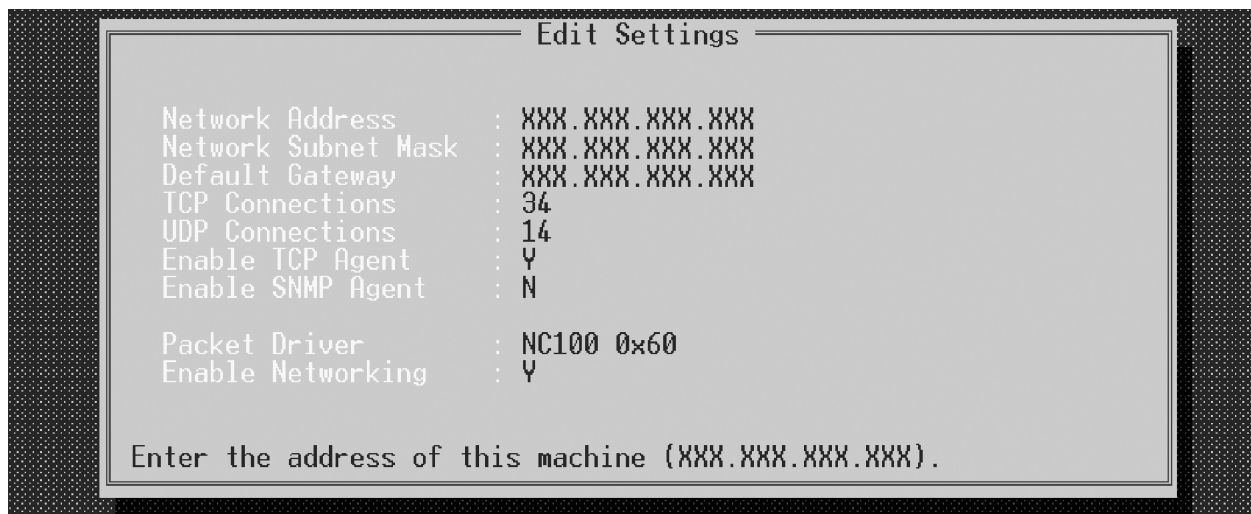 Edit Settings
Network Address : XXX.XXX.XXX.XXX
Network Subnet Mask : XXX.XXX.XXX.XXX
Default Gateway : XXX.XXX.XXX.XXX
TCP Connections : 34
UDP Connections : 14
Enable TCP Agent : Y
Enable SNMP Agent : N
Packet Driver : NC100 0x60
Enable Networking : Y
Enter the address of this machine (XXX.XXX.XXX.XXX).